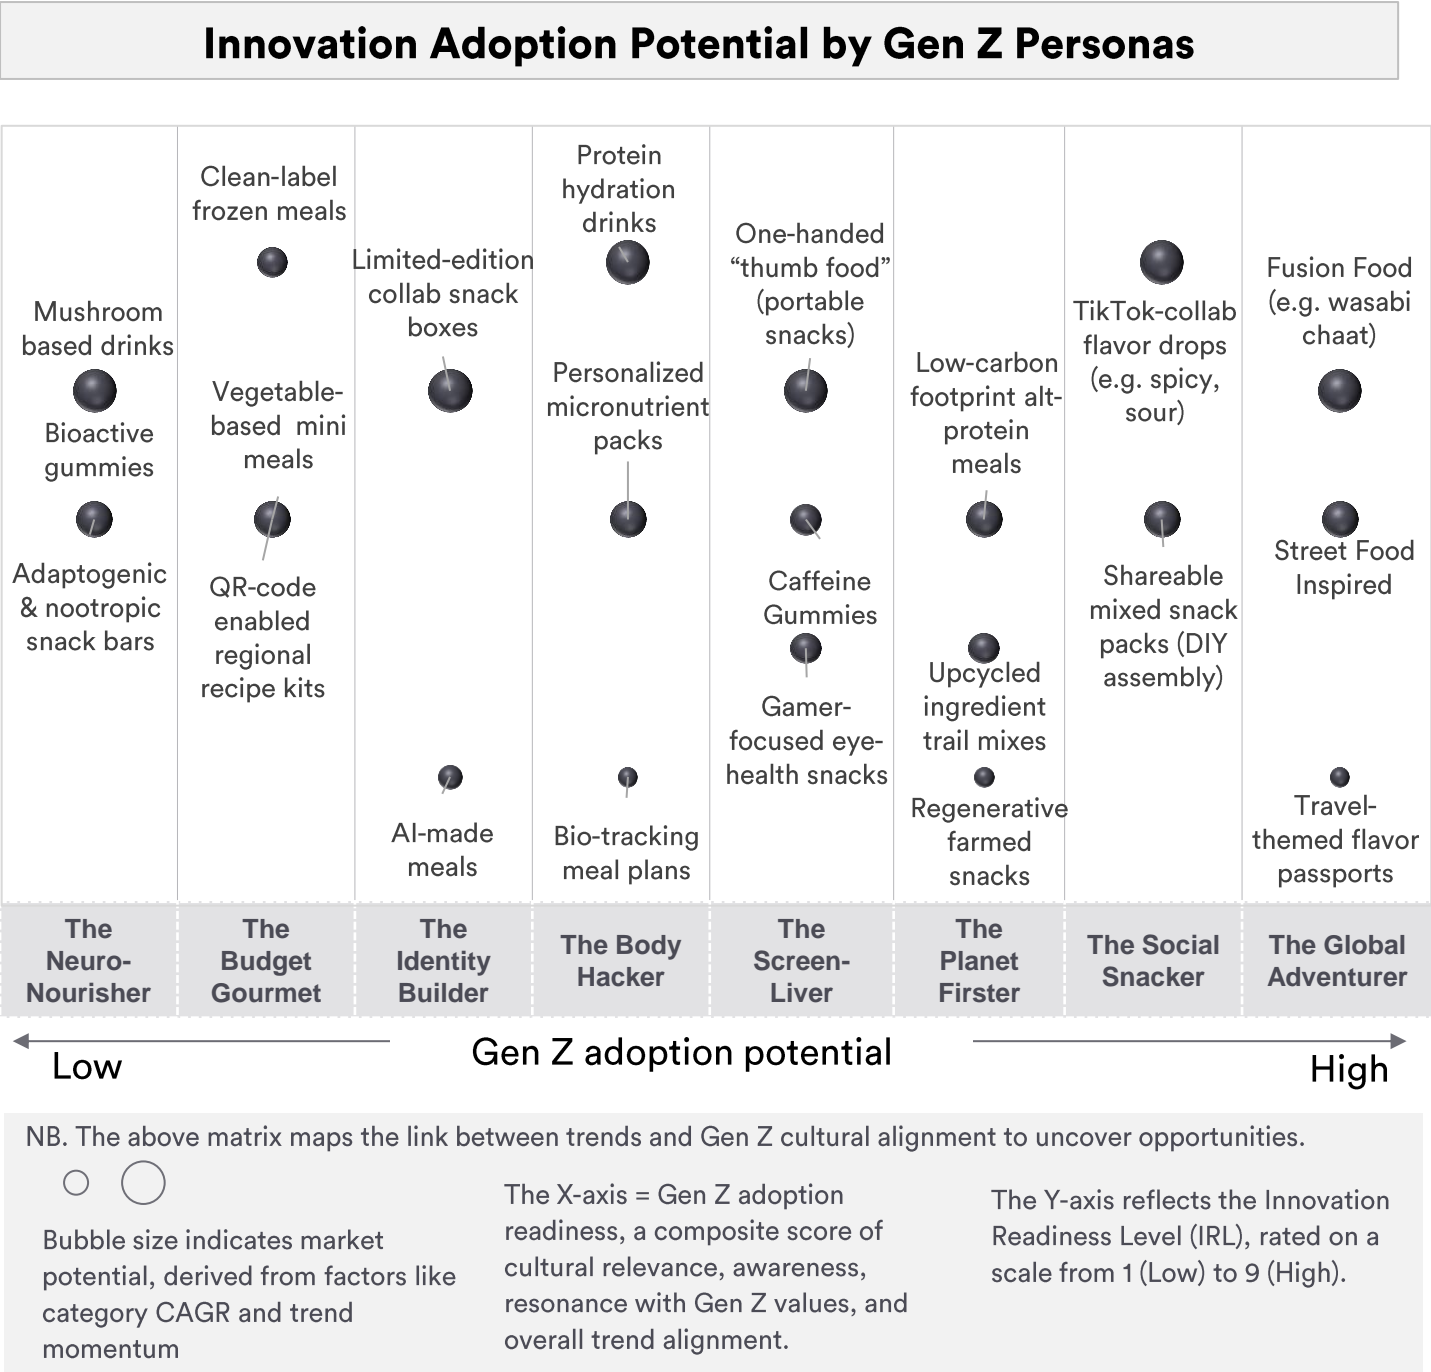 Innovation Adoption Potential by Gen Z Personas
Mushroom
based drinks
Bioactive
gummies
Adaptogenic
& nootropic
snack bars
Clean-label
frozen meals
Vegetable-
based mini
meals
QR-code
enabled
regional
recipe kits
Limited-edition
collab snack
boxes
AI-made
meals
Protein
hydration
drinks
Personalized
micronutrient
packs
Bio-tracking
meal plans
One-handed
“thumb food”
(portable
snacks)
Caffeine
Gummies
Gamer-
focused eye-
health snacks
Low-carbon
footprint alt-
protein
meals
Upcycled
ingredient
trail mixes
Regenerative
farmed
snacks
TikTok-collab
flavor drops
(e.g. spicy,
sour)
Shareable
mixed snack
packs (DIY
assembly)
Fusion Food
(e.g. wasabi
chaat)
Street Food
Inspired
Travel-
themed flavor
passports
The
Neuro-
Nourisher
The
Budget
Gourmet
The
Identity
Builder
The Body
Hacker
The
Screen-
Liver
The
Planet
Firster
The Social
Snacker
The Global
Adventurer
Low
Gen Z adoption potential
High
NB. The above matrix maps the link between trends and Gen Z cultural alignment to uncover opportunities.
Bubble size indicates market
potential, derived from factors like
category CAGR and trend
momentum
The X-axis = Gen Z adoption
readiness, a composite score of
cultural relevance, awareness,
resonance with Gen Z values, and
overall trend alignment.
The Y-axis reflects the Innovation
Readiness Level (IRL), rated on a
scale from 1 (Low) to 9 (High).